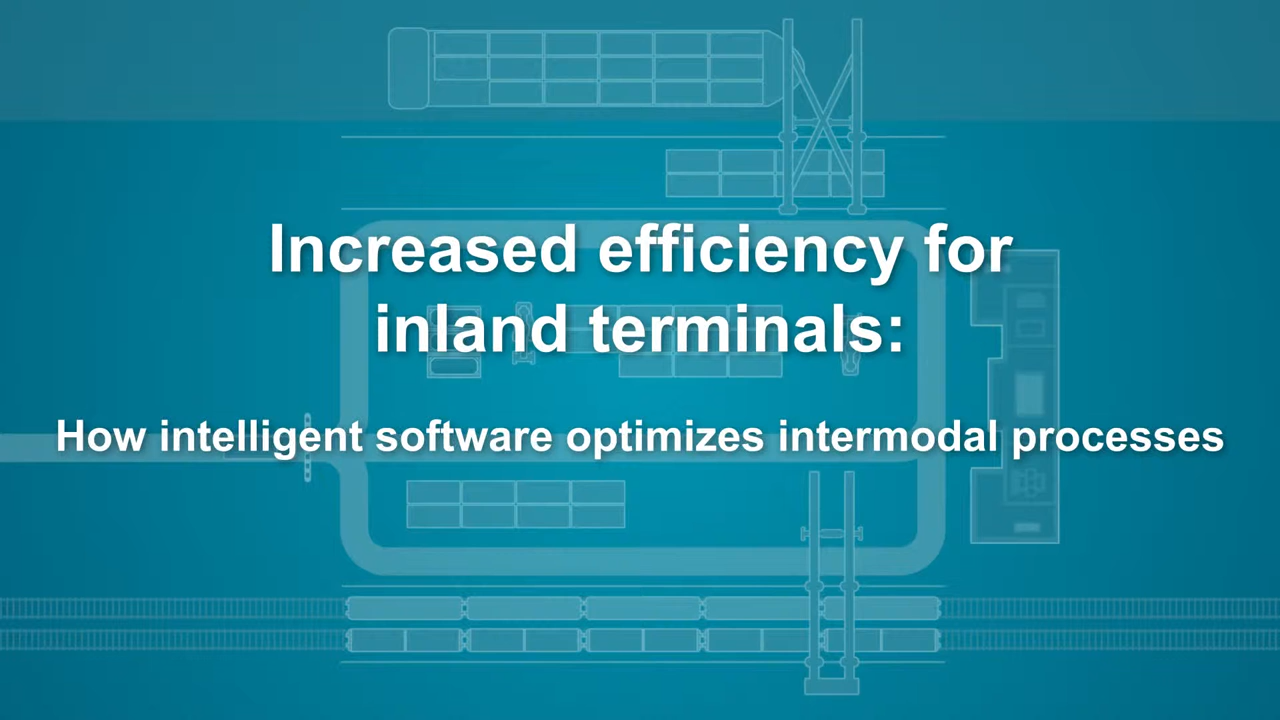 Increased efficiency for
inland terminals:
How intelligent software optimizes intermodal processes